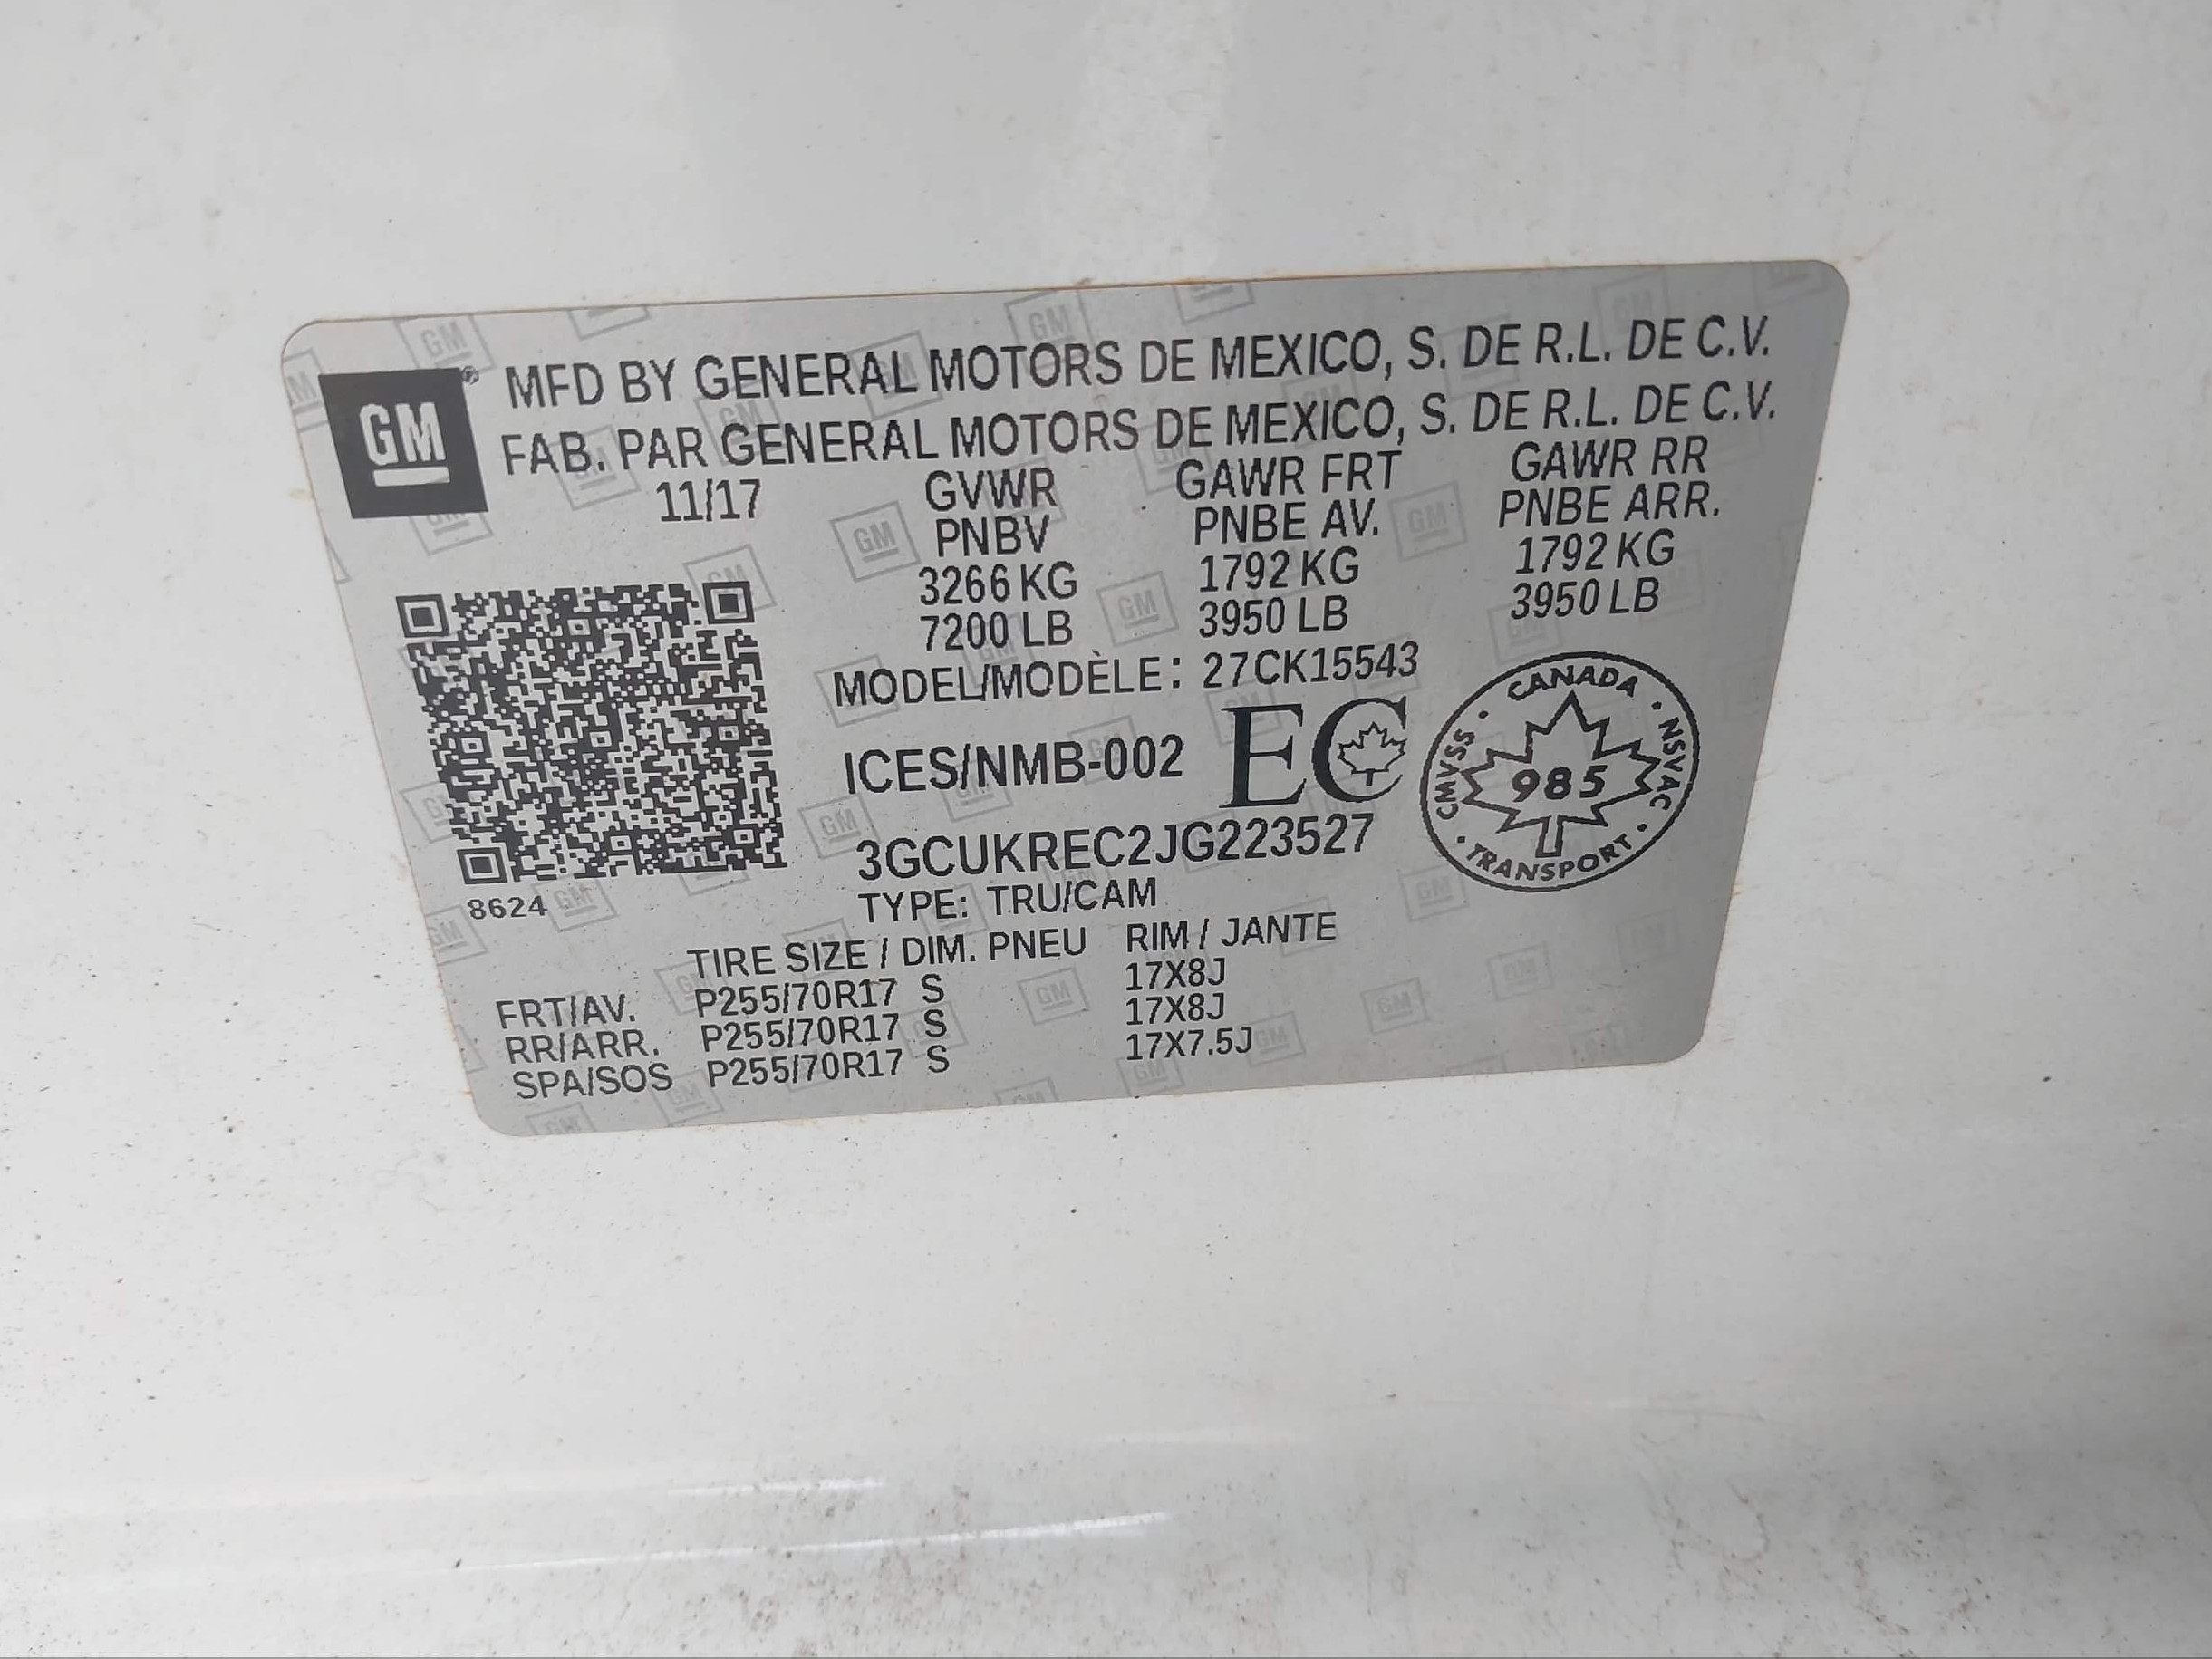 GM® MFD BY GENERAL MOTORS DE MEXICO, S. DE R.L. DE C.V.
FAB. PAR GENERAL MOTORS DE MEXICO, S. DE R.L. DE C.V.
11/17 GVWR GAWR FRT GAWR RR
PNBV PNBE AV. PNBE ARR.
3266 KG 1792 KG 1792 KG
7200 LB 3950 LB 3950 LB
MODEL/MODÈLE: 27CK15543
ICES/NMB-002 EC
CANADA
CMVSS · 985 · NSVAC
TRANSPORT
3GCUKREC2JG223527
8624
TYPE: TRU/CAM
TIRE SIZE / DIM. PNEU RIM / JANTE
FRT/AV. P255/70R17 S 17X8J
RR/ARR. P255/70R17 S 17X8J
SPA/SOS P255/70R17 S 17X7.5J